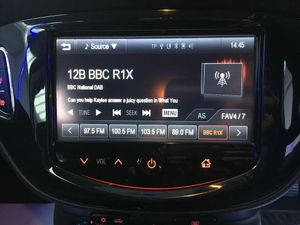 Source ▼
TP
14:45
12B BBC R1X
BBC National DAB
Can you help Kaylee answer a juicy question in What You
TUNE
SEEK
MENU
AS
FAV4 / 7
97.5 FM
100.5 FM
103.5 FM
89.0 FM
BBC R1X
VOL